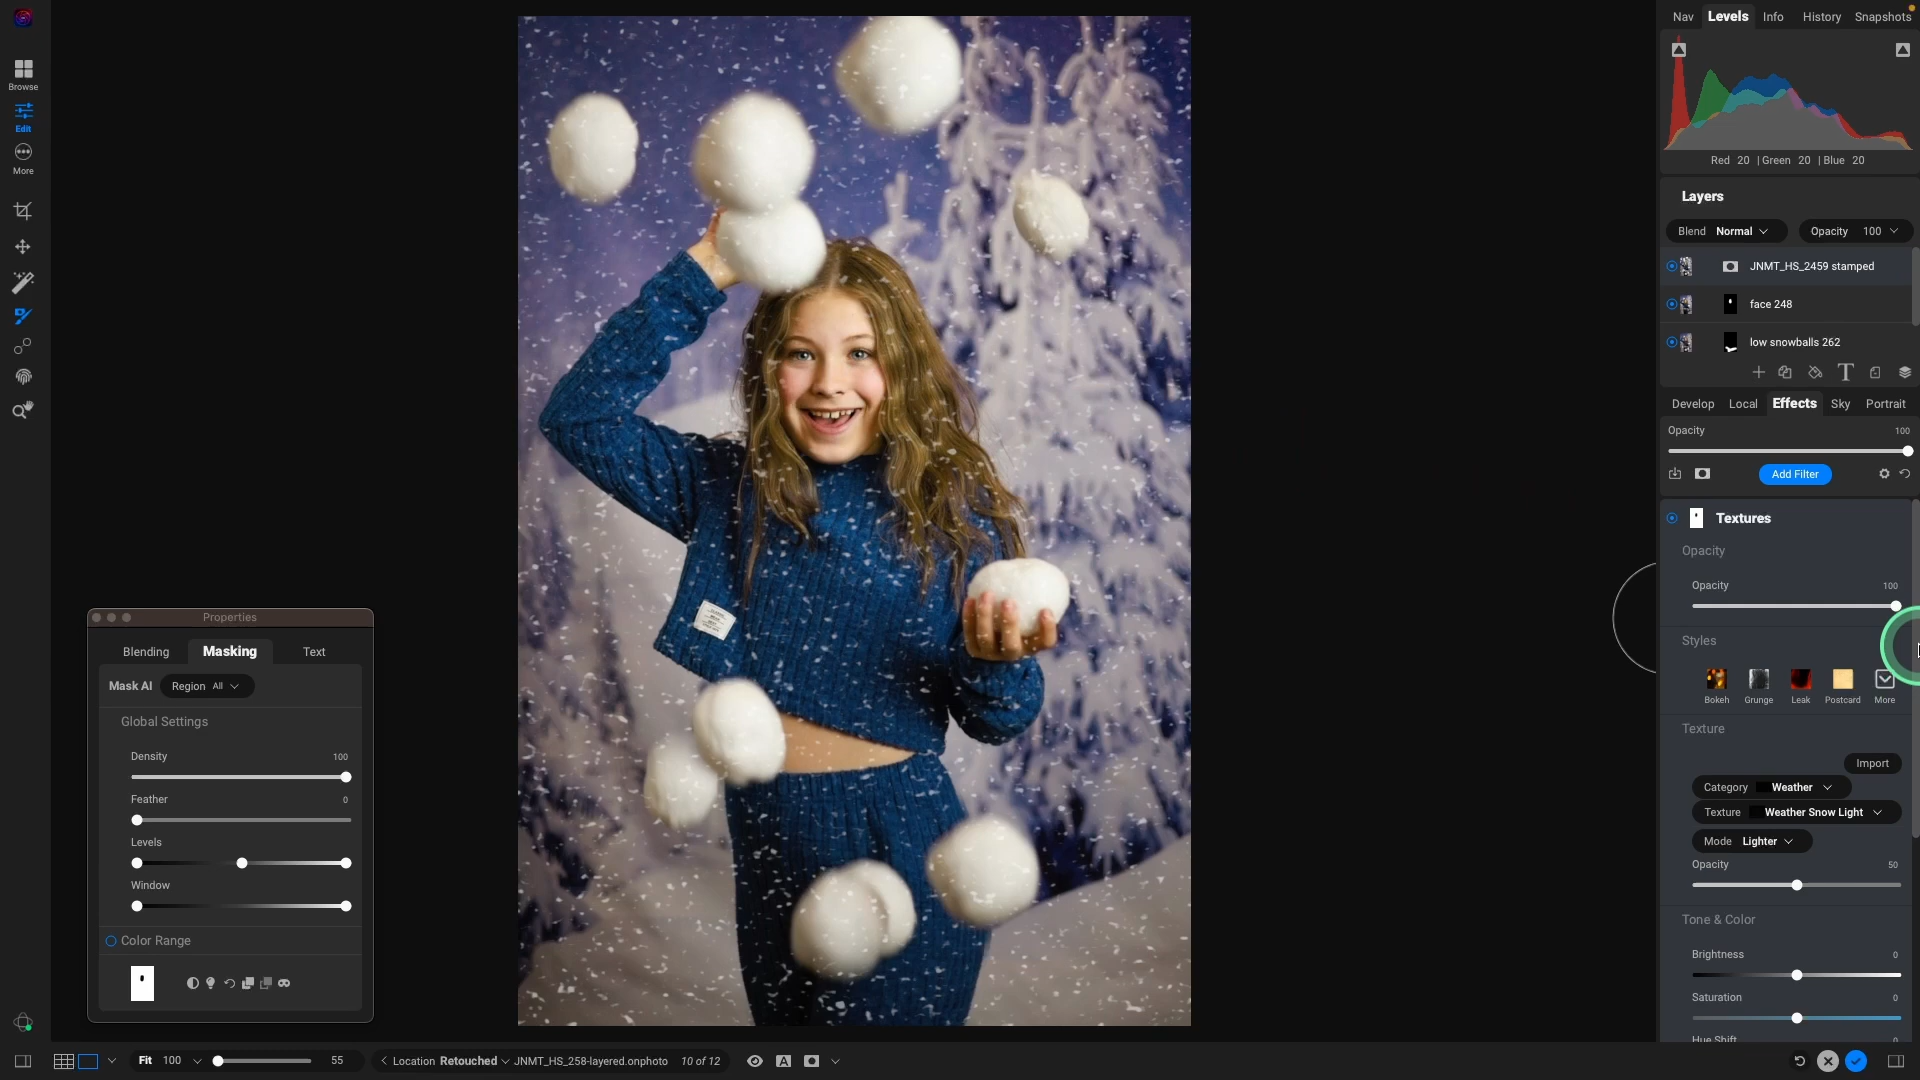 Nav Levels Info History Snapshots
Browse
Edit
More
Red 20 | Green 20 | Blue 20
Layers
Blend Normal Opacity 100
JNMT_HS_2459 stamped
face 248
low snowballs 262
T
Develop Local Effects Sky Portrait
Opacity 100
Add Filter
Textures
Opacity
Opacity 100
Styles
Bokeh Grunge Leak Postcard More
Texture
Import
Category Weather
Texture Weather Snow Light
Mode Lighter
Opacity 50
Tone & Color
Brightness 0
Saturation 0
Hue Shift 0
Properties
Blending Masking Text
Mask AI Region All
Global Settings
Density 100
Feather 0
Levels
Window
Color Range
Fit 100 55 Location Retouched JNMT_HS_258-layered.onphoto 10 of 12 A